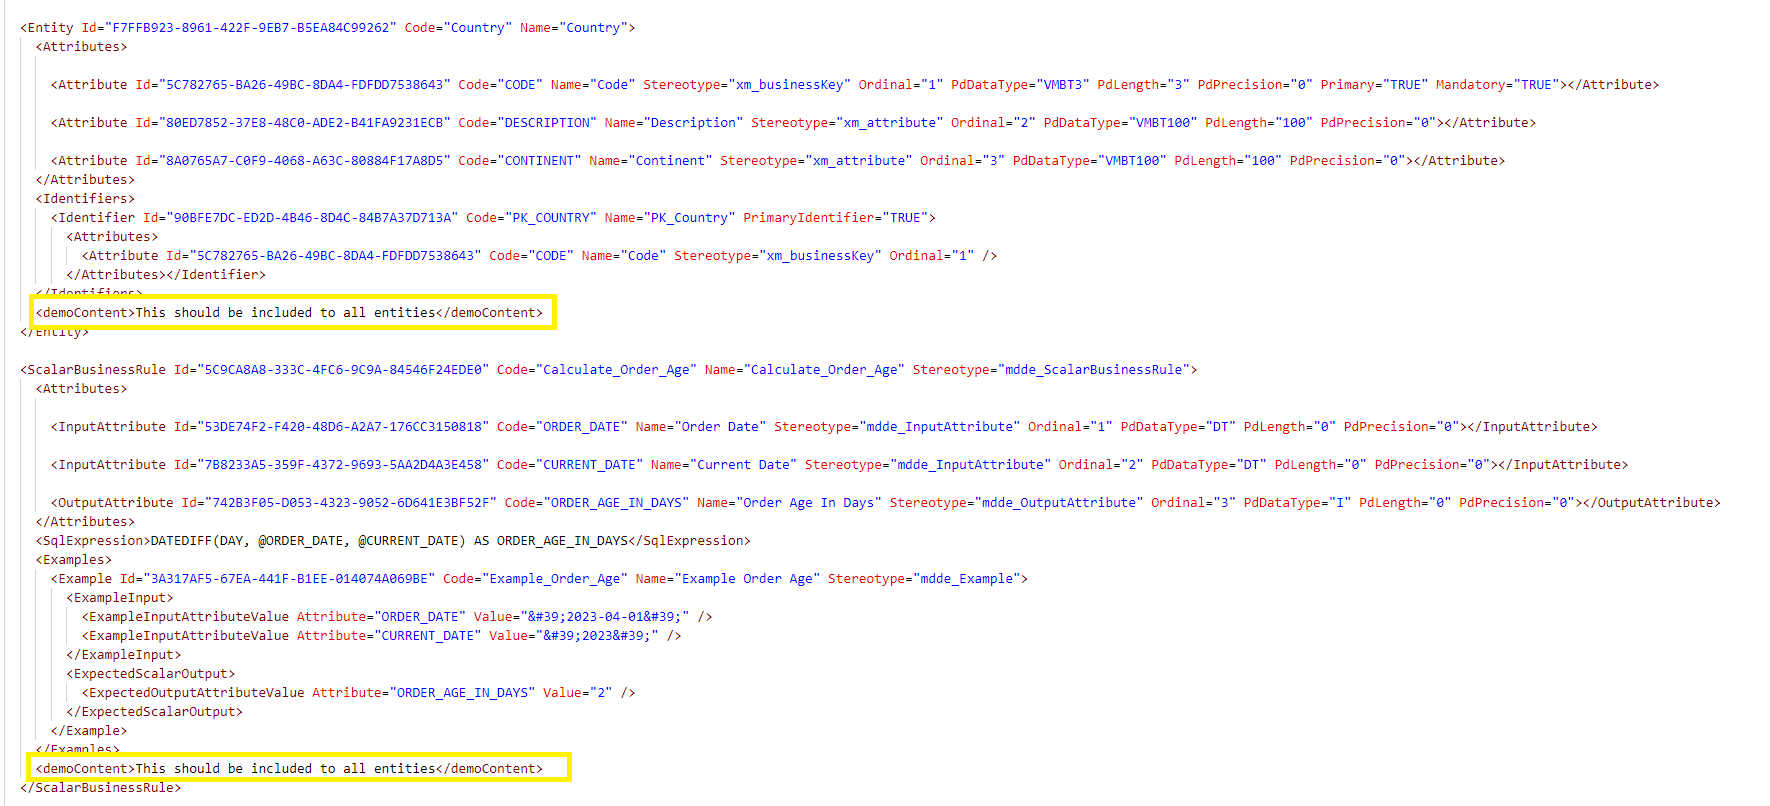 <Entity Id="F7FFB923-8961-422F-9EB7-B5EA84C99262" Code="Country" Name="Country">
<Attributes>
<Attribute Id="5C782765-BA26-49BC-8DA4-FDFDD7538643" Code="CODE" Name="Code" Stereotype="xm_businessKey" Ordinal="1" PdDataType="VMBT3" PdLength="3" PdPrecision="0" Primary="TRUE" Mandatory="TRUE"></Attribute>
<Attribute Id="80ED7852-37E8-48C0-ADE2-B41FA9231ECB" Code="DESCRIPTION" Name="Description" Stereotype="xm_attribute" Ordinal="2" PdDataType="VMBT100" PdLength="100" PdPrecision="0"></Attribute>
<Attribute Id="8A0765A7-C0F9-4068-A63C-80884F17A8D5" Code="CONTINENT" Name="Continent" Stereotype="xm_attribute" Ordinal="3" PdDataType="VMBT100" PdLength="100" PdPrecision="0"></Attribute>
</Attributes>
<Identifiers>
<Identifier Id="90BFE7DC-ED2D-4B46-8D4C-84B7A37D713A" Code="PK_COUNTRY" Name="PK_Country" PrimaryIdentifier="TRUE">
<Attributes>
<Attribute Id="5C782765-BA26-49BC-8DA4-FDFDD7538643" Code="CODE" Name="Code" Stereotype="xm_businessKey" Ordinal="1" />
</Attributes></Identifier>
</Identifiers>
<demoContent>This should be included to all entities</demoContent>
</Entity>
<ScalarBusinessRule Id="5C9CA8A8-333C-4FC6-9C9A-84546F24EDE0" Code="Calculate_Order_Age" Name="Calculate_Order_Age" Stereotype="mdde_ScalarBusinessRule">
<Attributes>
<InputAttribute Id="53DE74F2-F420-48D6-A2A7-176CC3150818" Code="ORDER_DATE" Name="Order Date" Stereotype="mdde_InputAttribute" Ordinal="1" PdDataType="DT" PdLength="0" PdPrecision="0"></InputAttribute>
<InputAttribute Id="7B8233A5-359F-4372-9693-5AA2D4A3E458" Code="CURRENT_DATE" Name="Current Date" Stereotype="mdde_InputAttribute" Ordinal="2" PdDataType="DT" PdLength="0" PdPrecision="0"></InputAttribute>
<OutputAttribute Id="742B3F05-D053-4323-9052-6D641E3BF52F" Code="ORDER_AGE_IN_DAYS" Name="Order Age In Days" Stereotype="mdde_OutputAttribute" Ordinal="3" PdDataType="I" PdLength="0" PdPrecision="0"></OutputAttribute>
</Attributes>
<SqlExpression>DATEDIFF(DAY, @ORDER_DATE, @CURRENT_DATE) AS ORDER_AGE_IN_DAYS</SqlExpression>
<Examples>
<Example Id="3A317AF5-67EA-441F-B1EE-014074A069BE" Code="Example_Order_Age" Name="Example Order Age" Stereotype="mdde_Example">
<ExampleInput>
<ExampleInputAttributeValue Attribute="ORDER_DATE" Value="&#39;2023-04-01&#39;" />
<ExampleInputAttributeValue Attribute="CURRENT_DATE" Value="&#39;2023&#39;" />
</ExampleInput>
<ExpectedScalarOutput>
<ExpectedOutputAttributeValue Attribute="ORDER_AGE_IN_DAYS" Value="2" />
</ExpectedScalarOutput>
</Example>
</Examples>
<demoContent>This should be included to all entities</demoContent>
</ScalarBusinessRule>